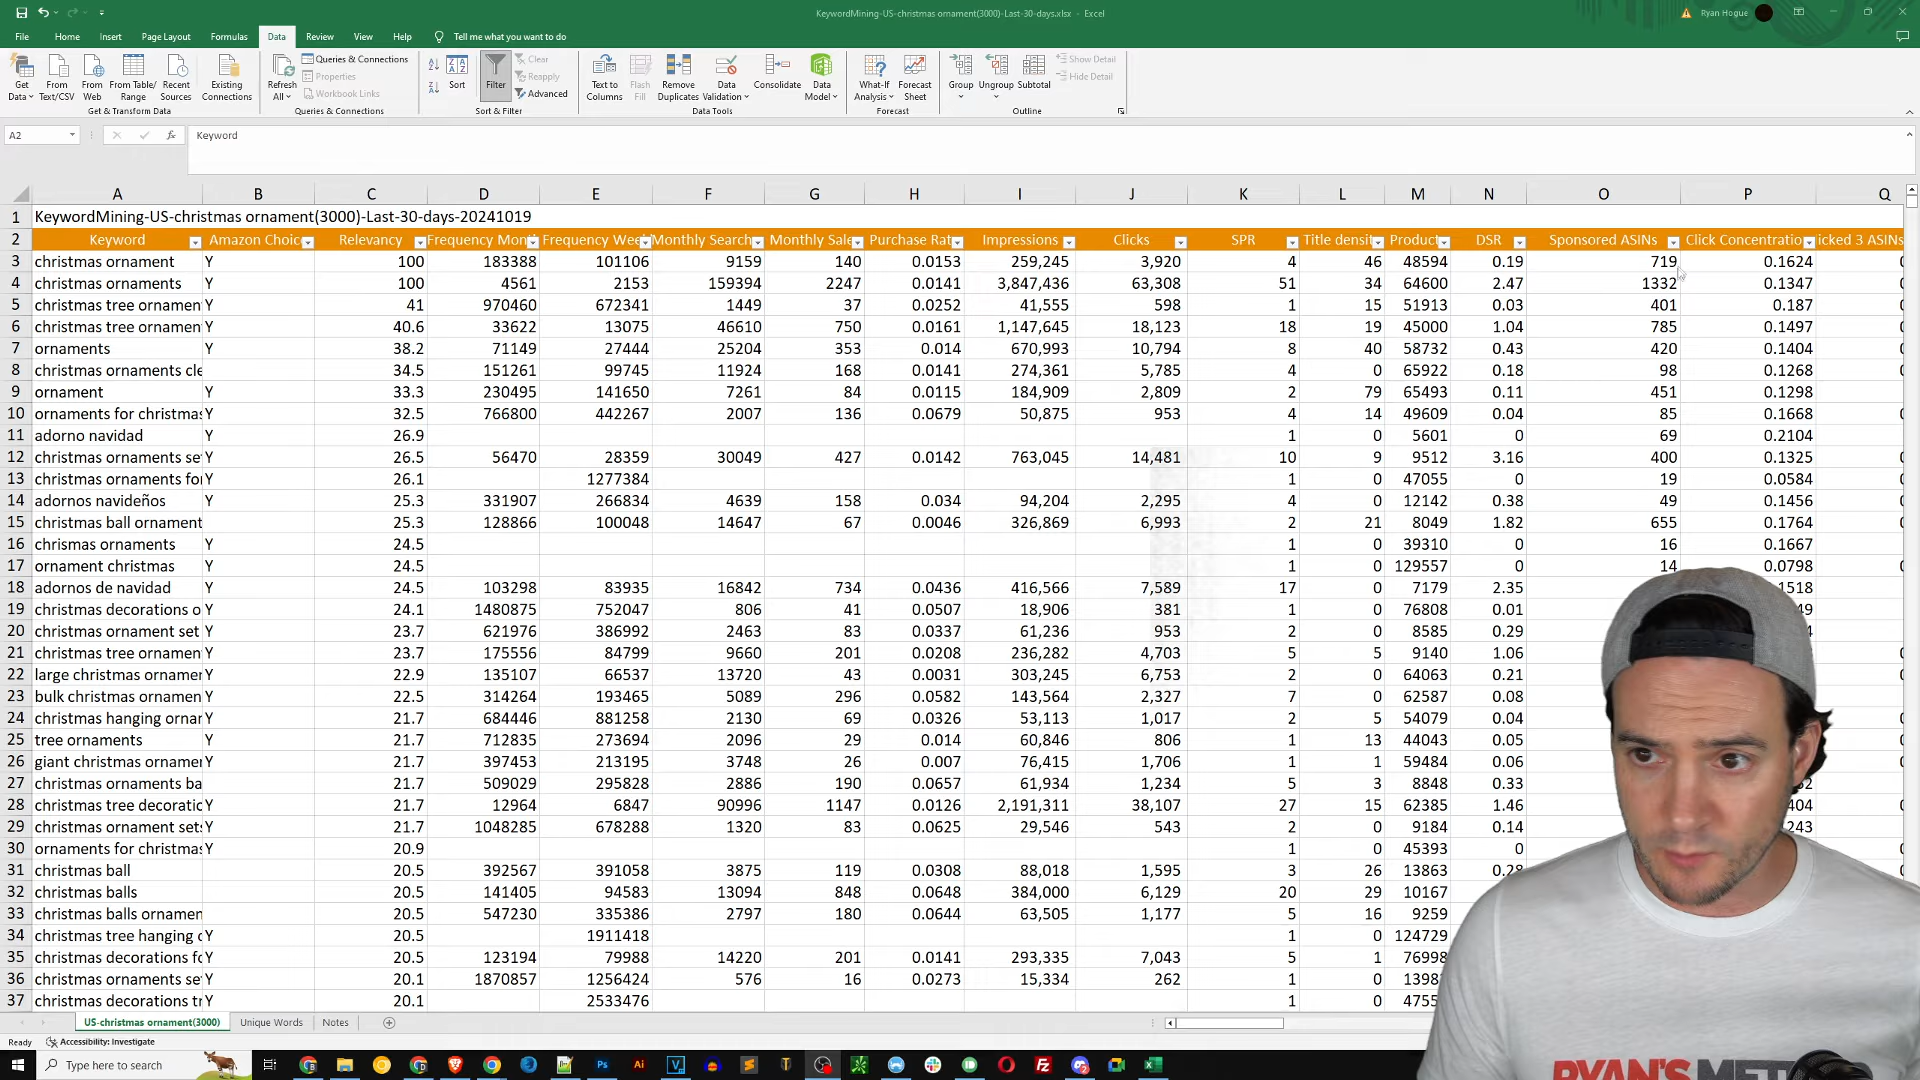 KeywordMining-US-christmas ornament(3000)-Last-30-days.xlsx - Excel
Ryan Hogue
File Home Insert Page Layout Formulas Data Review View Help Tell me what you want to do
Get Data From Text/CSV From Web From Table/Range Recent Sources Existing Connections
Refresh All Queries & Connections Properties Workbook Links
Sort Filter Clear Reapply Advanced
Text to Columns Flash Fill Remove Duplicates Data Validation Consolidate Data Model
What-If Analysis Forecast Sheet Group Ungroup Subtotal Show Detail Hide Detail
Get & Transform Data Queries & Connections Sort & Filter Data Tools Forecast Outline
A2 fx Keyword
A B C D E F G H I J K L M N O P Q
1 KeywordMining-US-christmas ornament(3000)-Last-30-days-20241019
2 Keyword Amazon Choic Relevancy Frequency Mon Frequency Wee Monthly Search Monthly Sale Purchase Rat Impressions Clicks SPR Title densit Product DSR Sponsored ASINs Click Concentratio icked 3 ASINs
3 christmas ornament Y 100 183388 101106 9159 140 0.0153 259,245 3,920 4 46 48594 0.19 719 0.1624
4 christmas ornaments Y 100 4561 2153 159394 2247 0.0141 3,847,436 63,308 51 34 64600 2.47 1332 0.1347
5 christmas tree ornamen Y 41 970460 672341 1449 37 0.0252 41,555 598 1 15 51913 0.03 401 0.187
6 christmas tree ornamen Y 40.6 33622 13075 46610 750 0.0161 1,147,645 18,123 18 19 45000 1.04 785 0.1497
7 ornaments Y 38.2 71149 27444 25204 353 0.014 670,993 10,794 8 40 58732 0.43 420 0.1404
8 christmas ornaments cle 34.5 151261 99745 11924 168 0.0141 274,361 5,785 4 0 65922 0.18 98 0.1268
9 ornament Y 33.3 230495 141650 7261 84 0.0115 184,909 2,809 2 79 65493 0.11 451 0.1298
10 ornaments for christmas Y 32.5 766800 442267 2007 136 0.0679 50,875 953 4 14 49609 0.04 85 0.1668
11 adorno navidad Y 26.9 1 0 5601 0 69 0.2104
12 christmas ornaments se Y 26.5 56470 28359 30049 427 0.0142 763,045 14,481 10 9 9512 3.16 400 0.1325
13 christmas ornaments fo Y 26.1 1277384 1 0 47055 0 19 0.0584
14 adornos navideños Y 25.3 331907 266834 4639 158 0.034 94,204 2,295 4 0 12142 0.38 49 0.1456
15 christmas ball ornament 25.3 128866 100048 14647 67 0.0046 326,869 6,993 2 21 8049 1.82 655 0.1764
16 chrismas ornaments Y 24.5 1 0 39310 0 16 0.1667
17 ornament christmas Y 24.5 1 0 129557 0 14 0.0798
18 adornos de navidad Y 24.5 103298 83935 16842 734 0.0436 416,566 7,589 17 0 7179 2.35 1518
19 christmas decorations o Y 24.1 1480875 752047 806 41 0.0507 18,906 381 1 0 76808 0.01 49
20 christmas ornament set Y 23.7 621976 386992 2463 83 0.0337 61,236 953 2 0 8585 0.29
21 christmas tree ornamen Y 23.7 175556 84799 9660 201 0.0208 236,282 4,703 5 5 9140 1.06
22 large christmas orname Y 22.9 135107 66537 13720 43 0.0031 303,245 6,753 2 0 64063 0.21
23 bulk christmas ornamen Y 22.5 314264 193465 5089 296 0.0582 143,564 2,327 7 0 62587 0.08
24 christmas hanging ornar Y 21.7 684446 881258 2130 69 0.0326 53,113 1,017 2 5 54079 0.04
25 tree ornaments Y 21.7 712835 273694 2096 29 0.014 60,846 806 1 13 44043 0.05
26 giant christmas orname Y 21.7 397453 213195 3748 26 0.007 76,415 1,706 1 1 59484 0.06
27 christmas ornaments ba 21.7 509029 295828 2886 190 0.0657 61,934 1,234 5 3 8848 0.33
28 christmas tree decoratic Y 21.7 12964 6847 90996 1147 0.0126 2,191,311 38,107 27 15 62385 1.46 404
29 christmas ornament sets Y 21.7 1048285 678288 1320 83 0.0625 29,546 543 2 0 9184 0.14 243
30 ornaments for christmas Y 20.9 1 0 45393 0
31 christmas ball 20.5 392567 391058 3875 119 0.0308 88,018 1,595 3 26 13863
32 christmas balls 20.5 141405 94583 13094 848 0.0648 384,000 6,129 20 29 10167
33 christmas balls ornamen 20.5 547230 335386 2797 180 0.0644 63,505 1,177 5 16 9259
34 christmas tree hanging Y 20.5 1911418 1 0 124729
35 christmas decorations fo Y 20.5 123194 79988 14220 201 0.0141 293,335 7,043 5 1 76998
36 christmas ornaments se Y 20.1 1870857 1256424 576 16 0.0273 15,334 262 1 0 1398
37 christmas decorations tr Y 20.1 2533476 1 0 4755
US-christmas ornament(3000) Unique Words Notes
Ready Accessibility: Investigate
Type here to search
RYAN'S MET